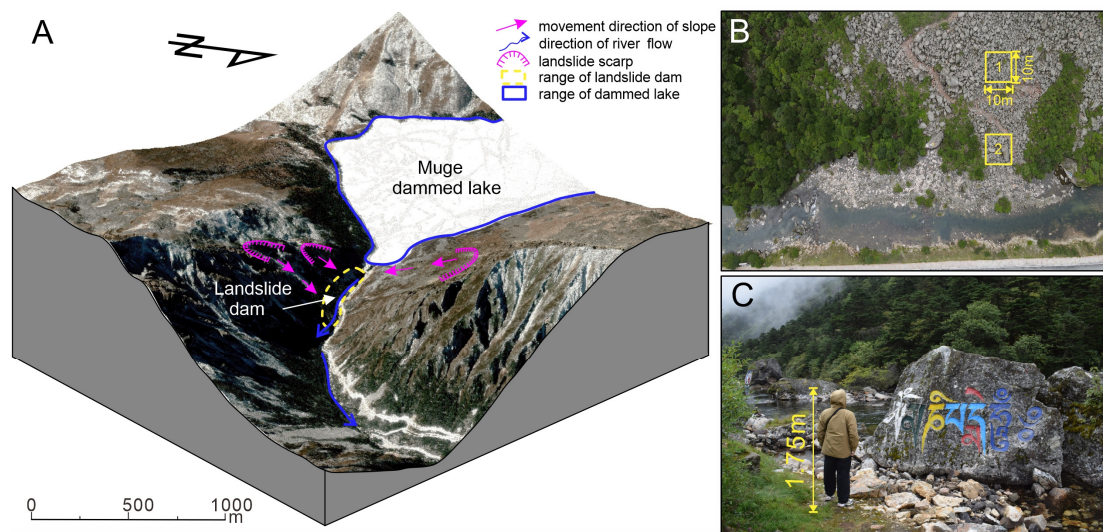 A
N
movement direction of slope
direction of river flow
landslide scarp
range of landslide dam
range of dammed lake
Muge
dammed lake
Landslide
dam
0 500 1000
m
B
1
10m
10m
2
C
1.75m